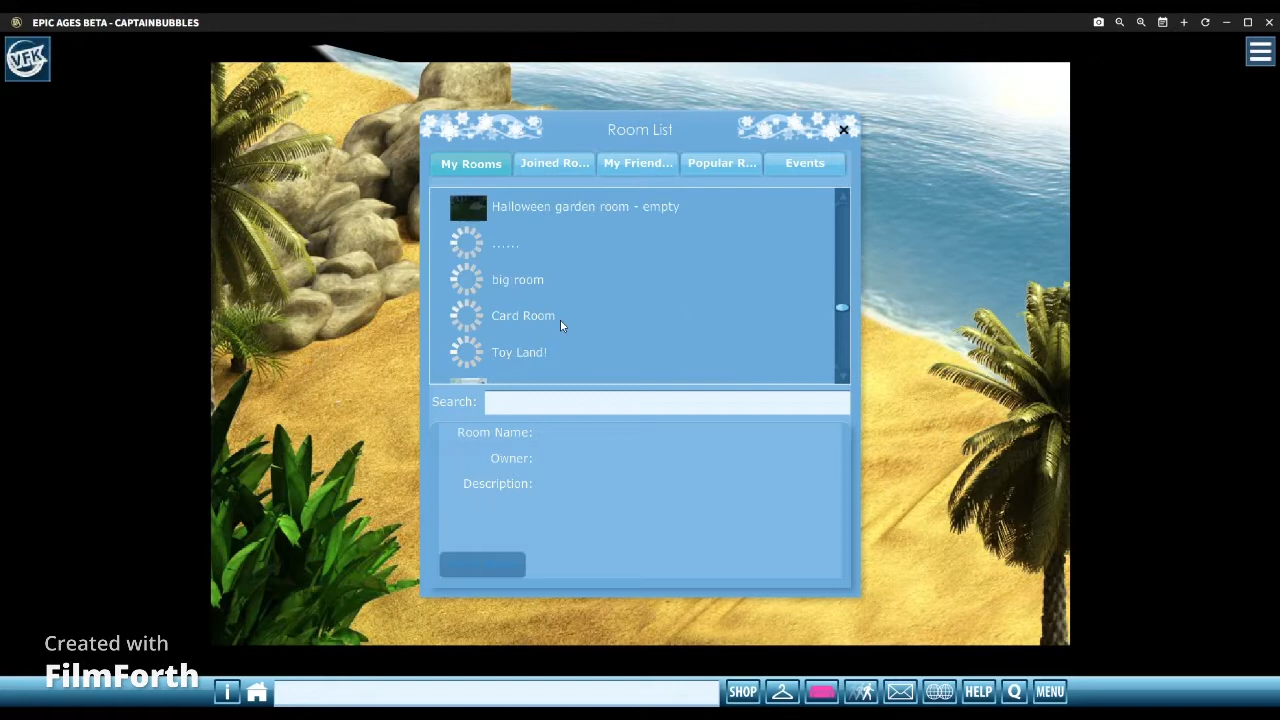 EPIC AGES BETA - CAPTAINBUBBLES
VFK
Room List
My Rooms
Joined Ro...
My Friend...
Popular R...
Events
Halloween garden room - empty
......
big room
Card Room
Toy Land!
Search:
Room Name:
Owner:
Description:
Created with
FilmForth
i
SHOP
HELP
Q
MENU